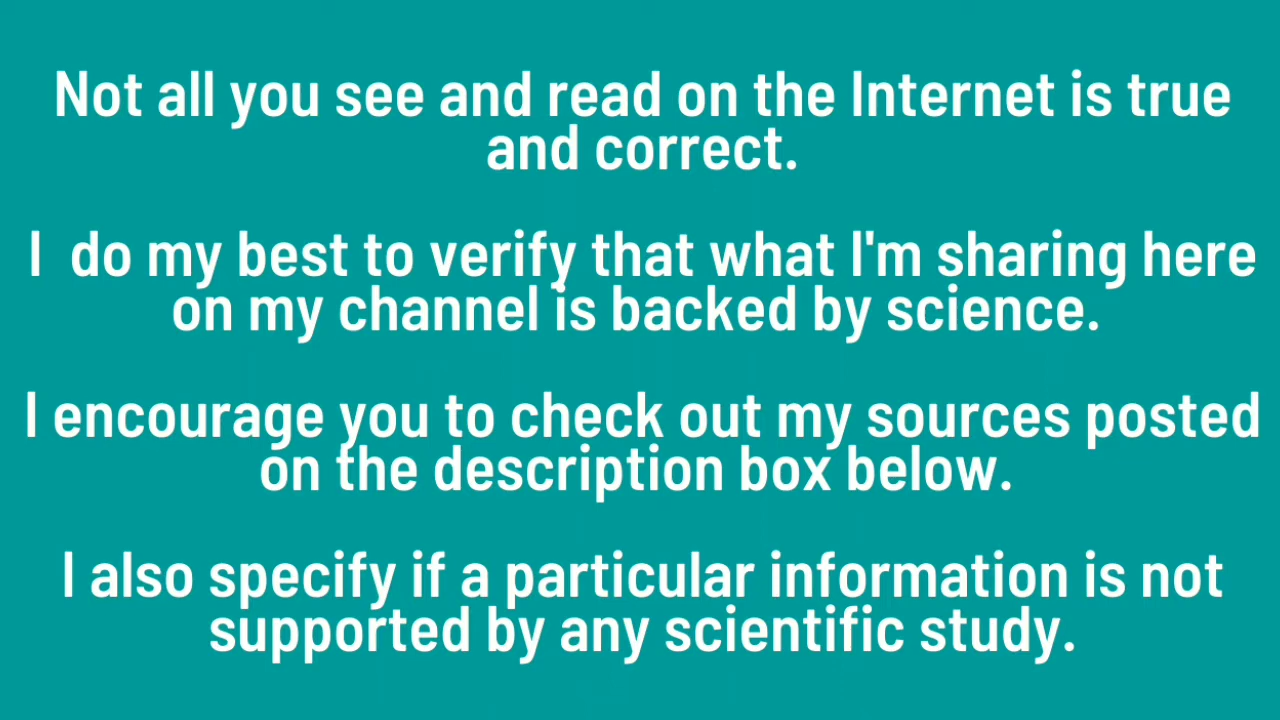 Not all you see and read on the Internet is true
and correct.
I  do my best to verify that what I'm sharing here
on my channel is backed by science.
I encourage you to check out my sources posted
on the description box below.
I also specify if a particular information is not
supported by any scientific study.